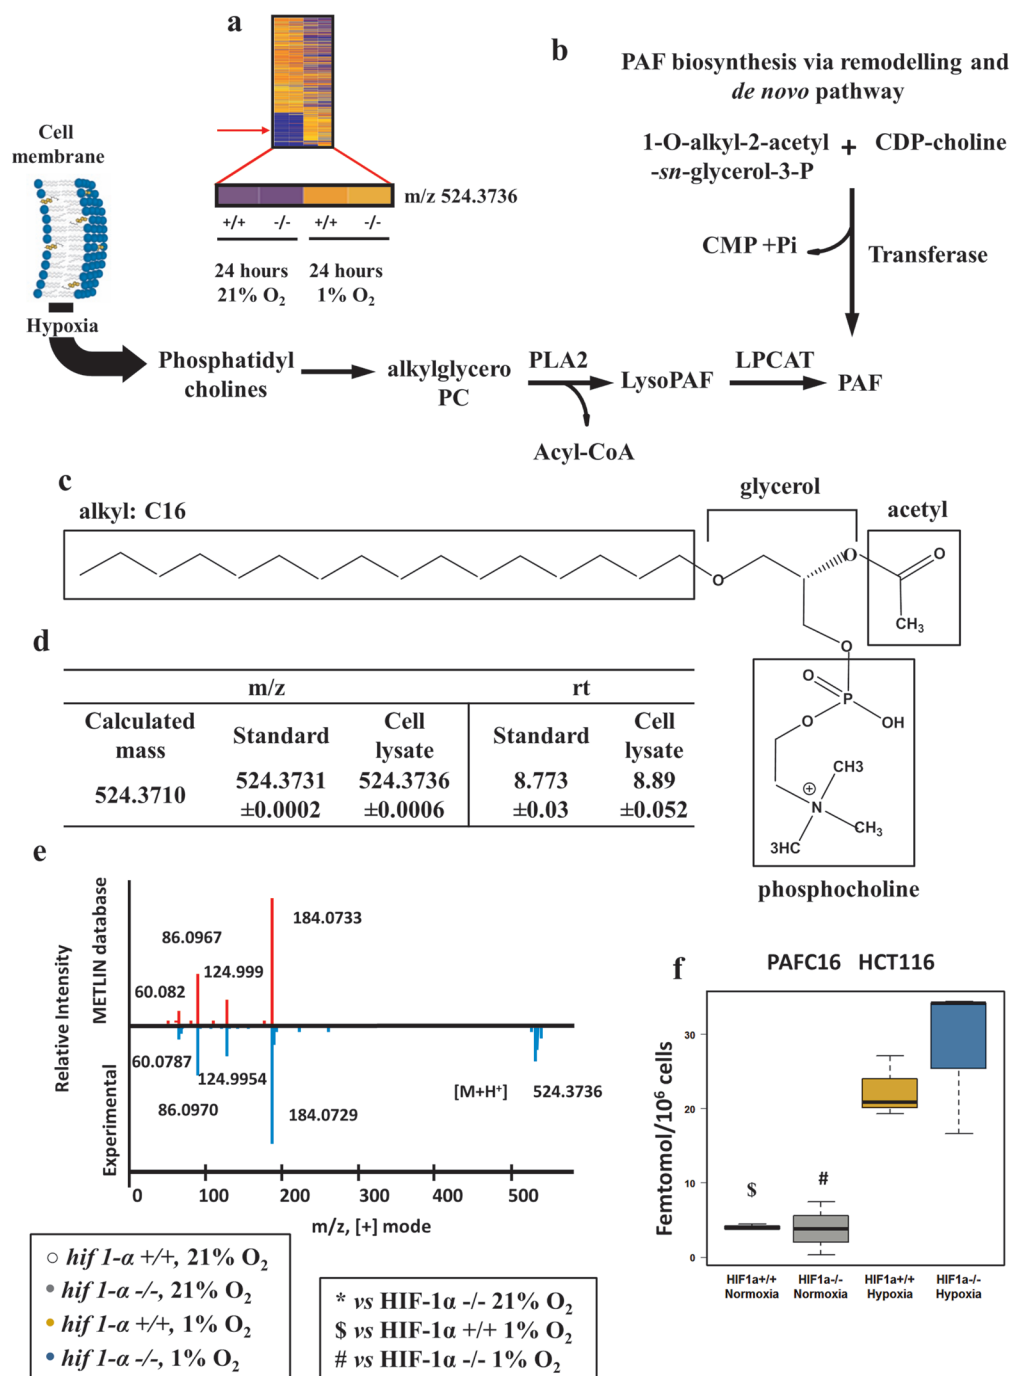 a
m/z 524.3736
+/+ -/- +/+ -/-
24 hours 24 hours
21% O₂ 1% O₂
Cell
membrane
Hypoxia
b
PAF biosynthesis via remodelling and
de novo pathway
1-O-alkyl-2-acetyl + CDP-choline
-sn-glycerol-3-P
CMP +Pi
Transferase
Phosphatidyl
cholines
alkylglycero
PC
PLA2
Acyl-CoA
LysoPAF
LPCAT
PAF
c
alkyl: C16
glycerol
acetyl
O
O
O
CH₃
O
O
P
OH
O
CH3
N
CH₃
3HC
phosphocholine
d
m/z rt
Calculated
mass
Standard
Cell
lysate
Standard
Cell
lysate
524.3710
524.3731
±0.0002
524.3736
±0.0006
8.773
±0.03
8.89
±0.052
e
Relative Intensity
METLIN database
Experimental
184.0733
86.0967
124.999
60.082
60.0787
124.9954
86.0970
184.0729
[M+H⁺] 524.3736
0 100 200 300 400 500
m/z, [+] mode
hif 1-α +/+, 21% O₂
hif 1-α -/-, 21% O₂
hif 1-α +/+, 1% O₂
hif 1-α -/-, 1% O₂
* vs HIF-1α -/- 21% O₂
$ vs HIF-1α +/+ 1% O₂
# vs HIF-1α -/- 1% O₂
f
PAFC16 HCT116
Femtomol/10⁶ cells
30
20
10
0
$
#
HIF1a+/+ HIF1a-/- HIF1a+/+ HIF1a-/-
Normoxia Normoxia Hypoxia Hypoxia